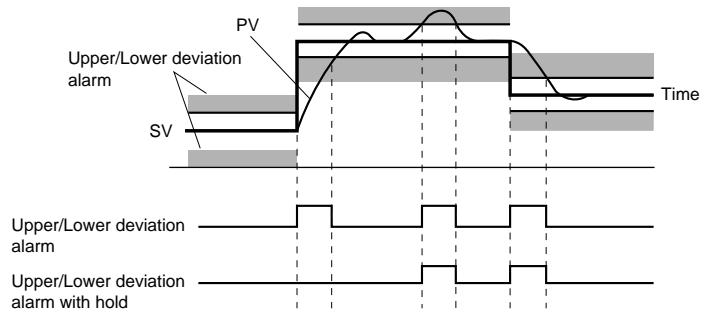 PV
Upper/Lower deviation
alarm
Time
SV
Upper/Lower deviation
alarm
Upper/Lower deviation
alarm with hold